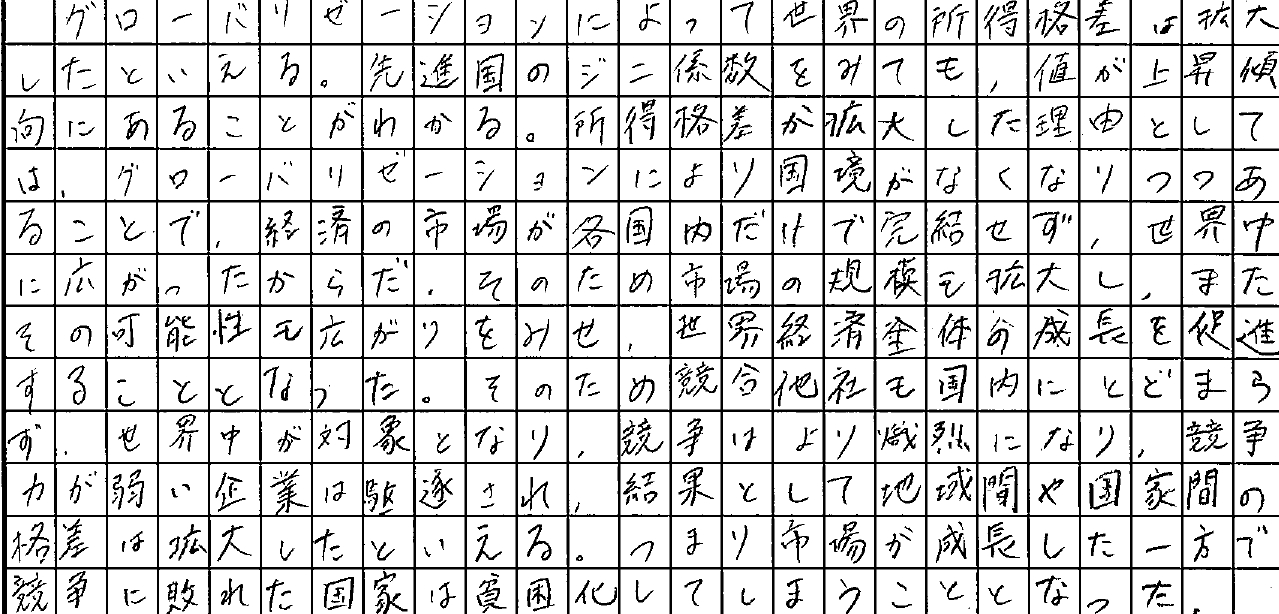 グローバリゼーションによって世界の所得格差は拡大
したといえる。先進国のジニ係数をみても,値が上昇傾
向にあることがわかる。所得格差が拡大した理由として
は,グローバリゼーションにより国境がなくなりつつあ
ることで,経済の市場が各国内だけで完結せず,世界中
に広がったからだ.そのため市場の規模も拡大し,また
その可能性も広がりをみせ,世界経済全体の成長を促進
することとなった。そのため競合他社も国内にとどまら
ず.世界中が対象となり,競争はより熾烈になり,競争
力が弱い企業は駆逐され,結果として地域間や国家間の
格差は拡大したといえる。つまり市場が成長した一方で
競争に敗れた国家は貧困化してしまうこととなった.